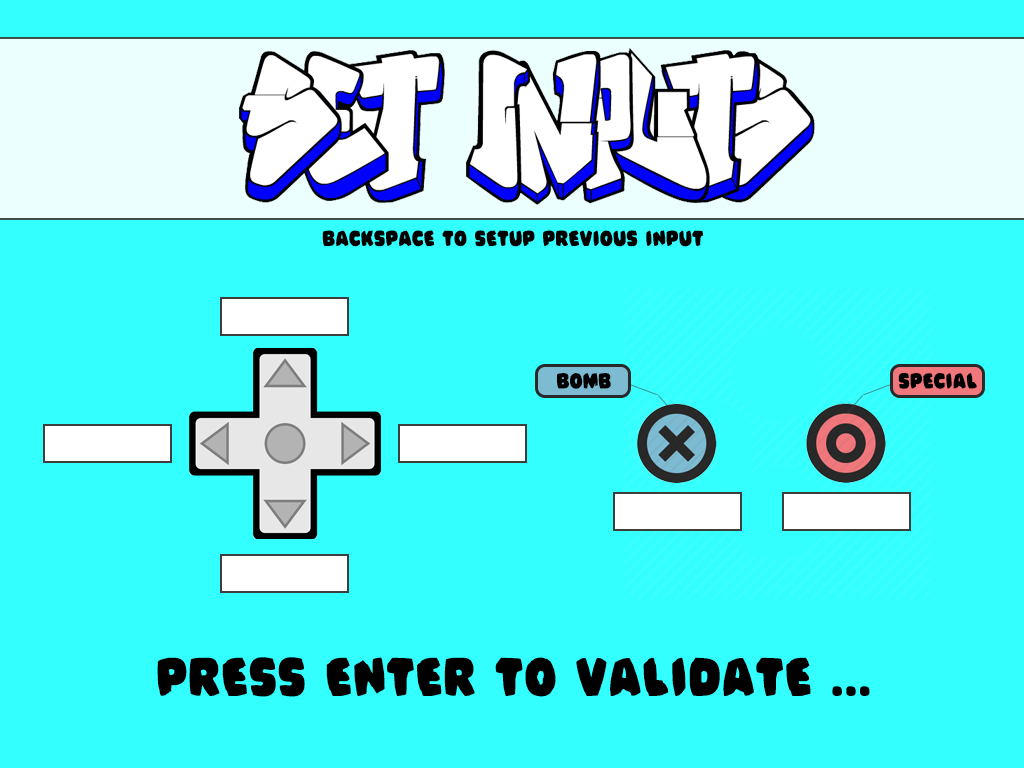 SET INPUTS
BACKSPACE TO SETUP PREVIOUS INPUT
BOMB
SPECIAL
PRESS ENTER TO VALIDATE ...